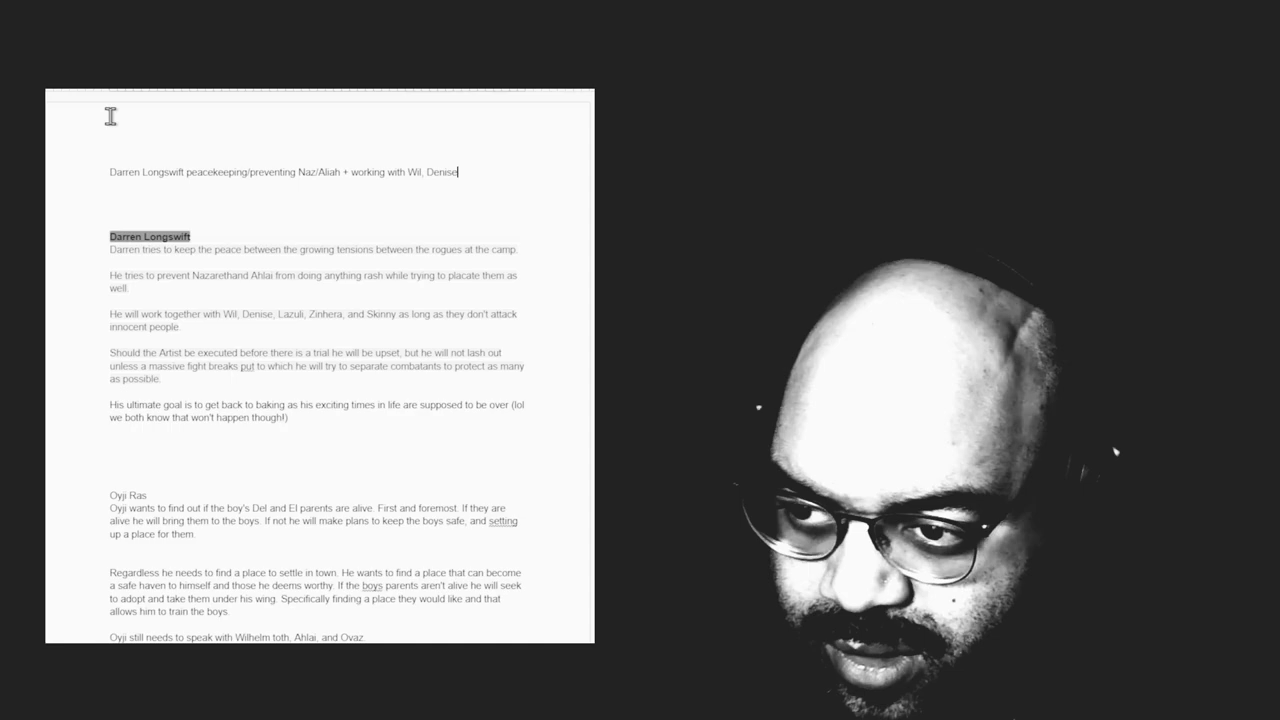 Darren Longswift peacekeeping/preventing Naz/Aliah + working with Wil, Denise
Darren Longswift
Darren tries to keep the peace between the growing tensions between the rogues at the camp.
He tries to prevent Nazarethand Ahlai from doing anything rash while trying to placate them as
well.
He will work together with Wil, Denise, Lazuli, Zinhera, and Skinny as long as they don't attack
innocent people.
Should the Artist be executed before there is a trial he will be upset, but he will not lash out
unless a massive fight breaks put to which he will try to separate combatants to protect as many
as possible.
His ultimate goal is to get back to baking as his exciting times in life are supposed to be over (lol
we both know that won't happen though!)
Oyji Ras
Oyji wants to find out if the boy's Del and El parents are alive. First and foremost. If they are
alive he will bring them to the boys. If not he will make plans to keep the boys safe, and setting
up a place for them.
Regardless he needs to find a place to settle in town. He wants to find a place that can become
a safe haven to himself and those he deems worthy. If the boys parents aren't alive he will seek
to adopt and take them under his wing. Specifically finding a place they would like and that
allows him to train the boys.
Oyji still needs to speak with Wilhelm toth, Ahlai, and Ovaz.